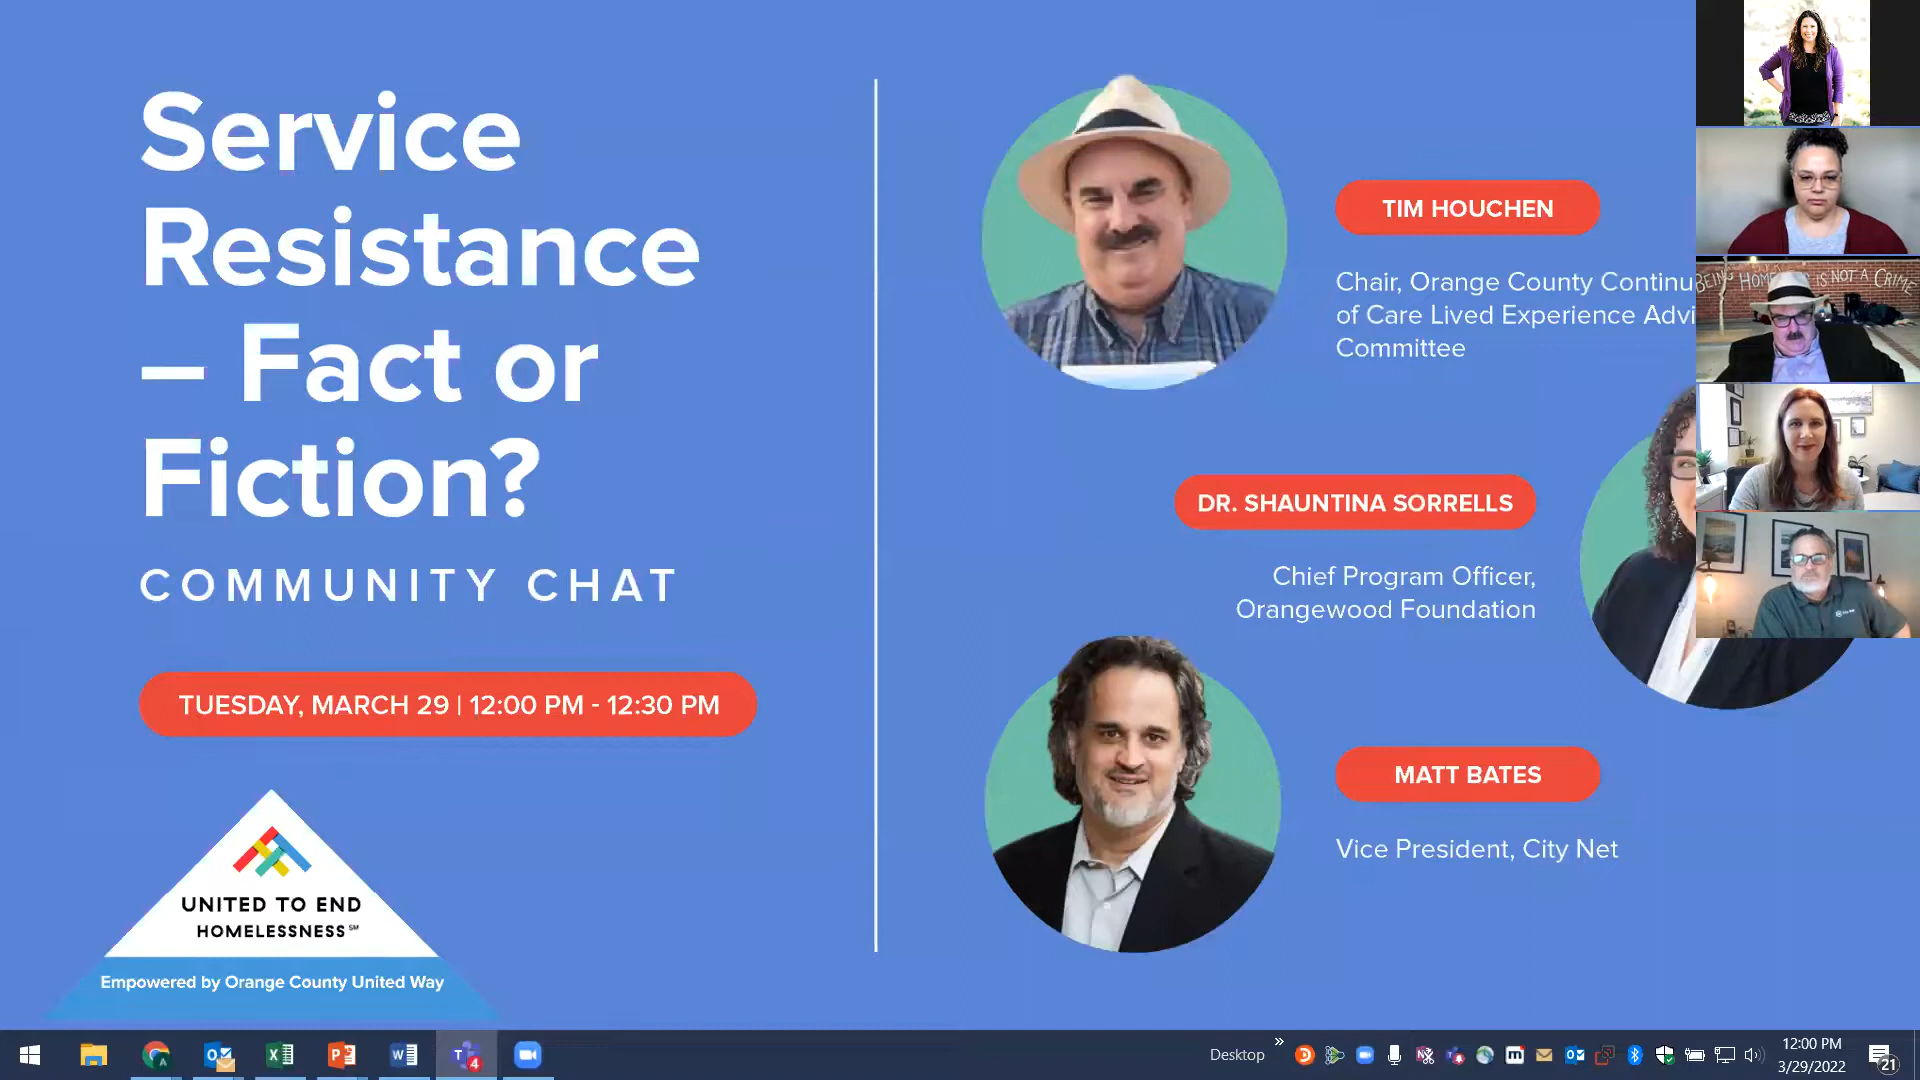 Service
Resistance
– Fact or
Fiction?
COMMUNITY CHAT
TUESDAY, MARCH 29 | 12:00 PM - 12:30 PM
UNITED TO END
HOMELESSNESS℠
Empowered by Orange County United Way
TIM HOUCHEN
Chair, Orange County Continu
of Care Lived Experience Advi
Committee
DR. SHAUNTINA SORRELLS
Chief Program Officer,
Orangewood Foundation
MATT BATES
Vice President, City Net
BEING HOME IS NOT A CRIME
Desktop
12:00 PM
3/29/2022
4
21